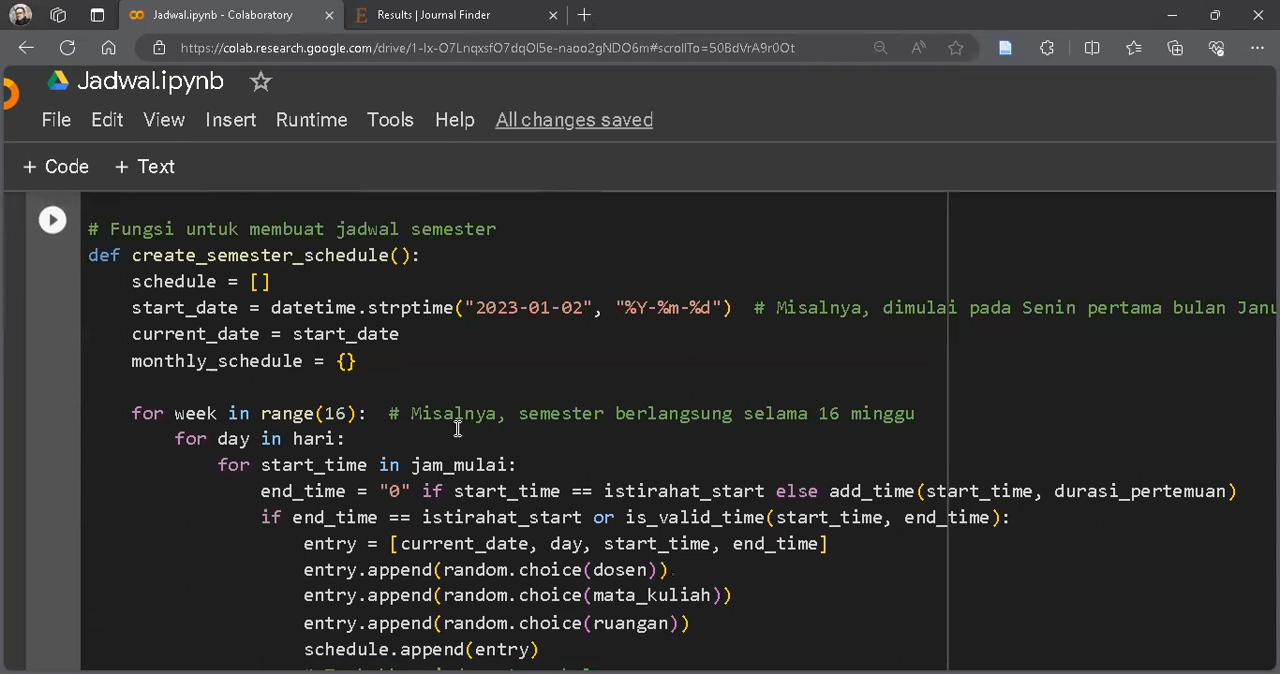 Jadwal.ipynb - Colaboratory
Results | Journal Finder
https://colab.research.google.com/drive/1-lx-O7LnqxsfO7dqOl5e-naoo2gNDO6m#scrollTo=50BdVrA9r0Ot
Jadwal.ipynb
File Edit View Insert Runtime Tools Help All changes saved
+ Code + Text
# Fungsi untuk membuat jadwal semester
def create_semester_schedule():
    schedule = []
    start_date = datetime.strptime("2023-01-02", "%Y-%m-%d")  # Misalnya, dimulai pada Senin pertama bulan Janu
    current_date = start_date
    monthly_schedule = {}
    for week in range(16):  # Misalnya, semester berlangsung selama 16 minggu
        for day in hari:
            for start_time in jam_mulai:
                end_time = "0" if start_time == istirahat_start else add_time(start_time, durasi_pertemuan)
                if end_time == istirahat_start or is_valid_time(start_time, end_time):
                    entry = [current_date, day, start_time, end_time]
                    entry.append(random.choice(dosen))
                    entry.append(random.choice(mata_kuliah))
                    entry.append(random.choice(ruangan))
                    schedule.append(entry)